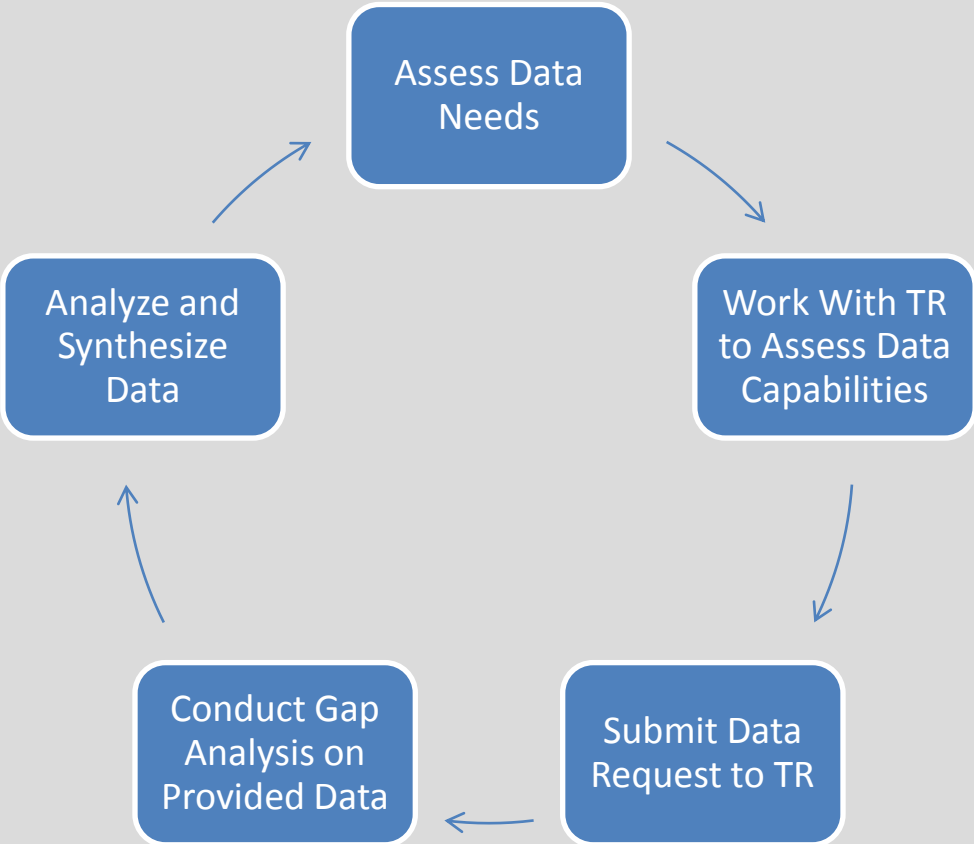 Assess Data
Needs
Work With TR
to Assess Data
Capabilities
Submit Data
Request to TR
Conduct Gap
Analysis on
Provided Data
Analyze and
Synthesize
Data